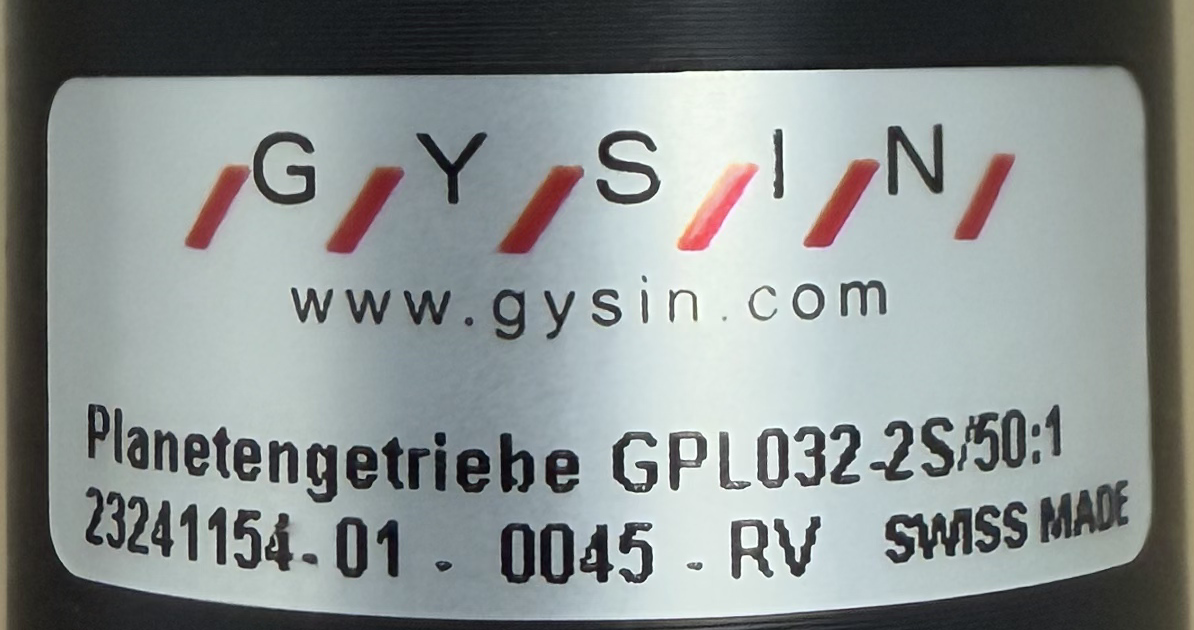 GYSIN
www.gysin.com
Planetengetriebe GPL032-2S/50:1
23241154-01 . 0045 . RV SWISS MADE